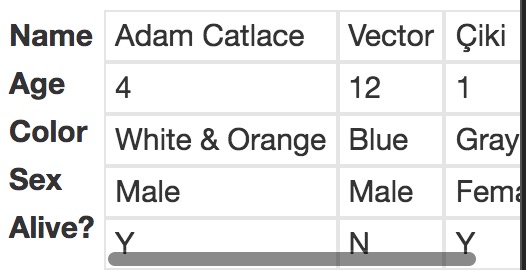 Name Adam Catlace Vector Çiki
Age 4 12 1
Color White & Orange Blue Gray
Sex Male Male Fema
Alive? Y N Y